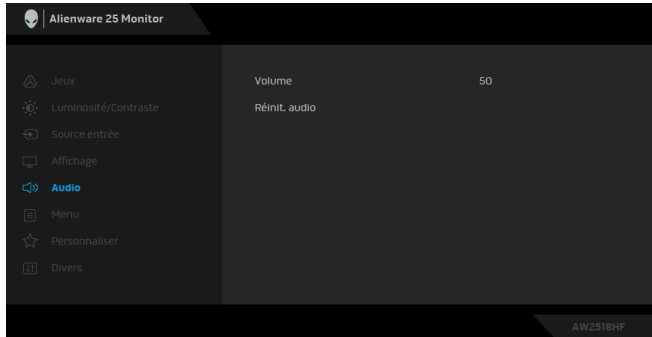 Alienware 25 Monitor
Jeux
Volume 50
Luminosité/Contraste
Réinit. audio
Source entrée
Affichage
Audio
Menu
Personnaliser
Divers
AW2518HF